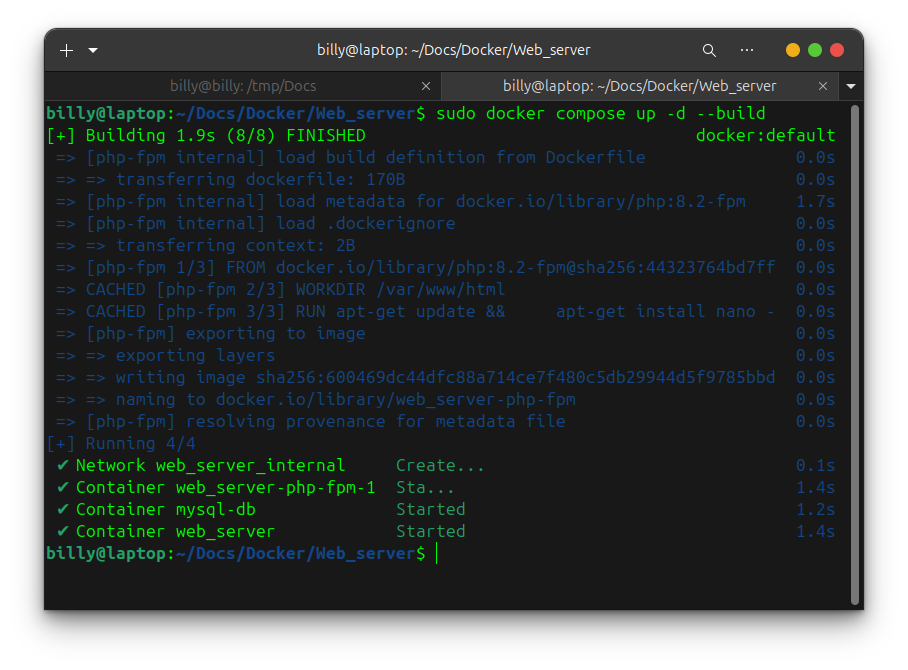 billy@laptop: ~/Docs/Docker/Web_server
billy@billy: /tmp/Docs
billy@laptop: ~/Docs/Docker/Web_server
billy@laptop:~/Docs/Docker/Web_server$ sudo docker compose up -d --build
[+] Building 1.9s (8/8) FINISHED docker:default
=> [php-fpm internal] load build definition from Dockerfile 0.0s
=> => transferring dockerfile: 170B 0.0s
=> [php-fpm internal] load metadata for docker.io/library/php:8.2-fpm 1.7s
=> [php-fpm internal] load .dockerignore 0.0s
=> => transferring context: 2B 0.0s
=> [php-fpm 1/3] FROM docker.io/library/php:8.2-fpm@sha256:44323764bd7ff 0.0s
=> CACHED [php-fpm 2/3] WORKDIR /var/www/html 0.0s
=> CACHED [php-fpm 3/3] RUN apt-get update &&     apt-get install nano - 0.0s
=> [php-fpm] exporting to image 0.0s
=> => exporting layers 0.0s
=> => writing image sha256:600469dc44dfc88a714ce7f480c5db29944d5f9785bbd 0.0s
=> => naming to docker.io/library/web_server-php-fpm 0.0s
=> [php-fpm] resolving provenance for metadata file 0.0s
[+] Running 4/4
✔ Network web_server_internal Create... 0.1s
✔ Container web_server-php-fpm-1 Sta... 1.4s
✔ Container mysql-db Started 1.2s
✔ Container web_server Started 1.4s
billy@laptop:~/Docs/Docker/Web_server$